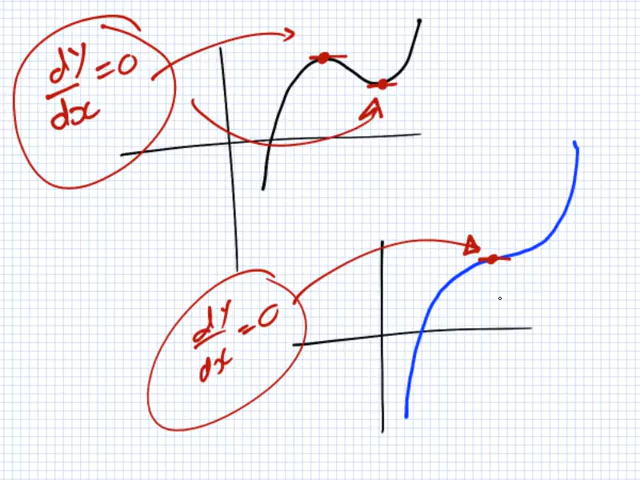 dy/dx = 0
dy/dx = 0